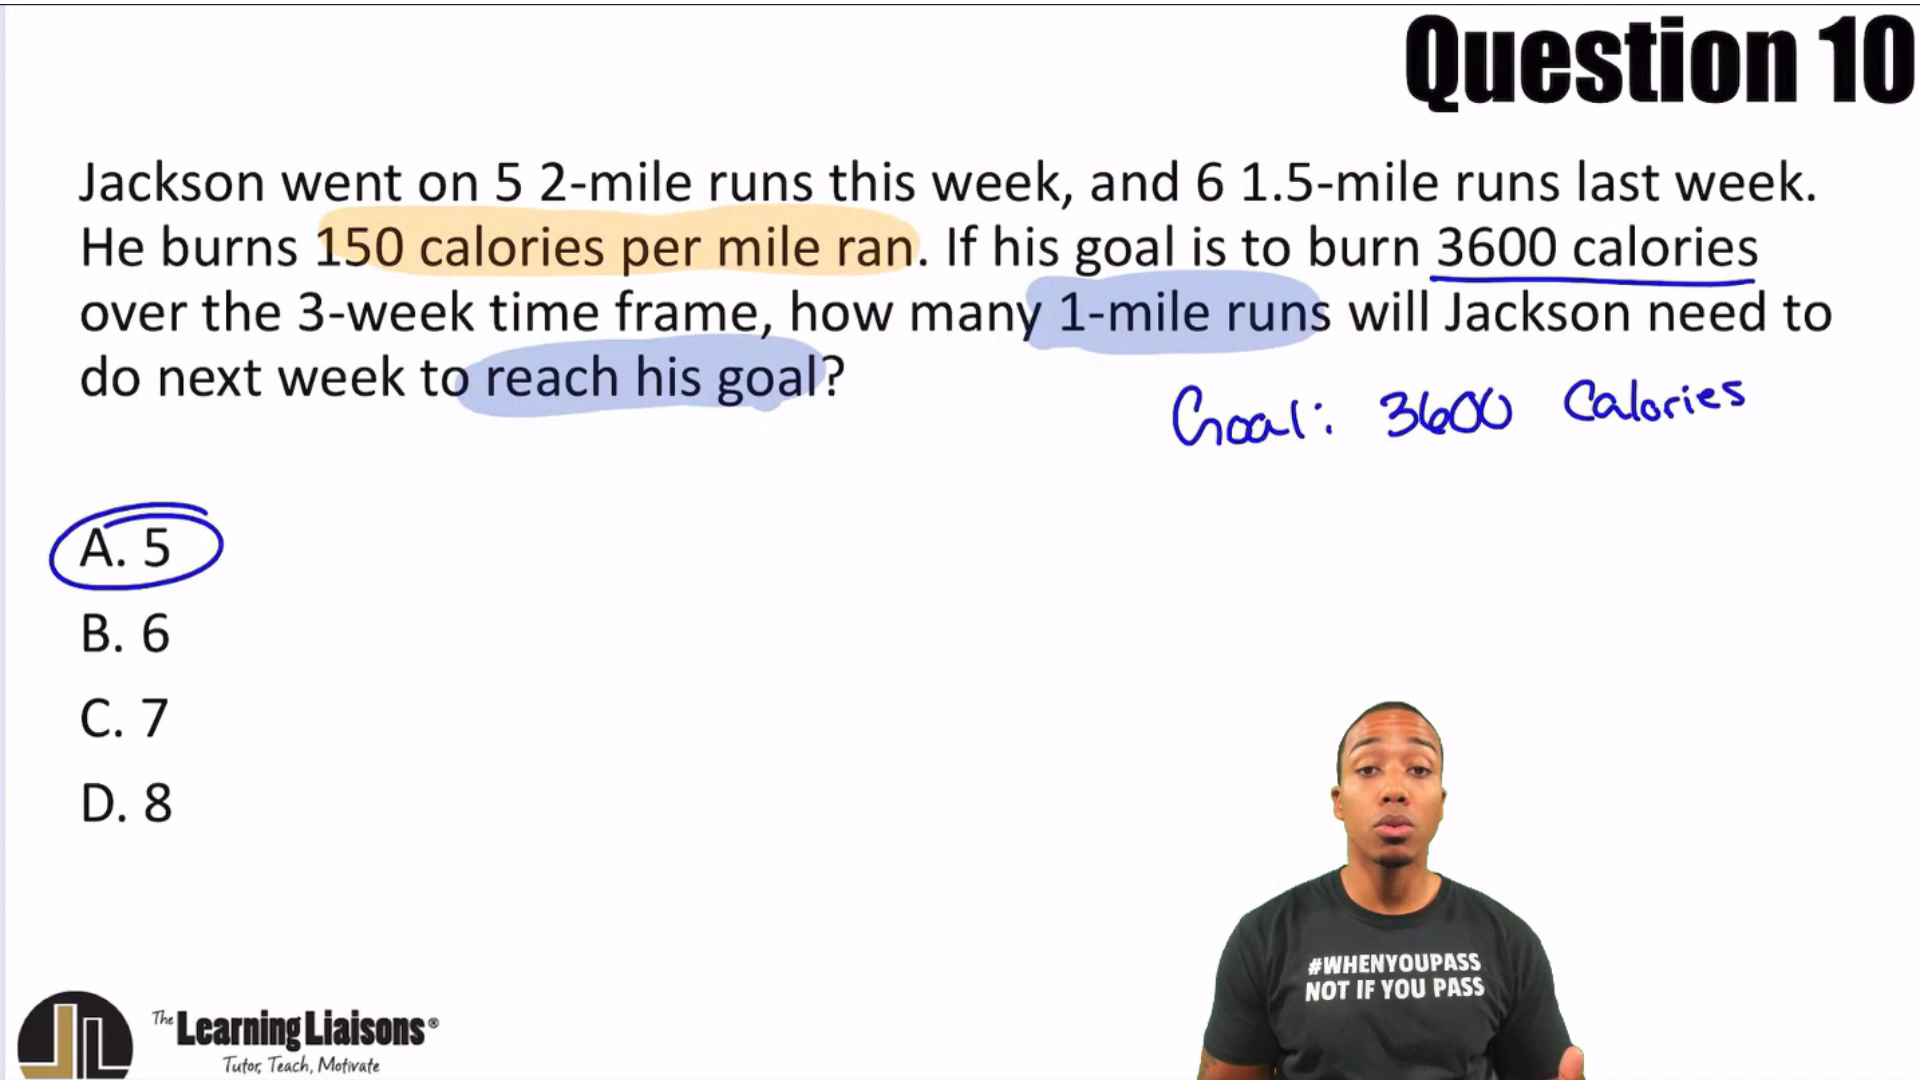 Question 10
Jackson went on 5 2-mile runs this week, and 6 1.5-mile runs last week.
He burns 150 calories per mile ran. If his goal is to burn 3600 calories
over the 3-week time frame, how many 1-mile runs will Jackson need to
do next week to reach his goal?
Goal: 3600 Calories
A. 5
B. 6
C. 7
D. 8
#WHENYOUPASS
NOT IF YOU PASS
The Learning Liaisons®
Tutor, Teach, Motivate